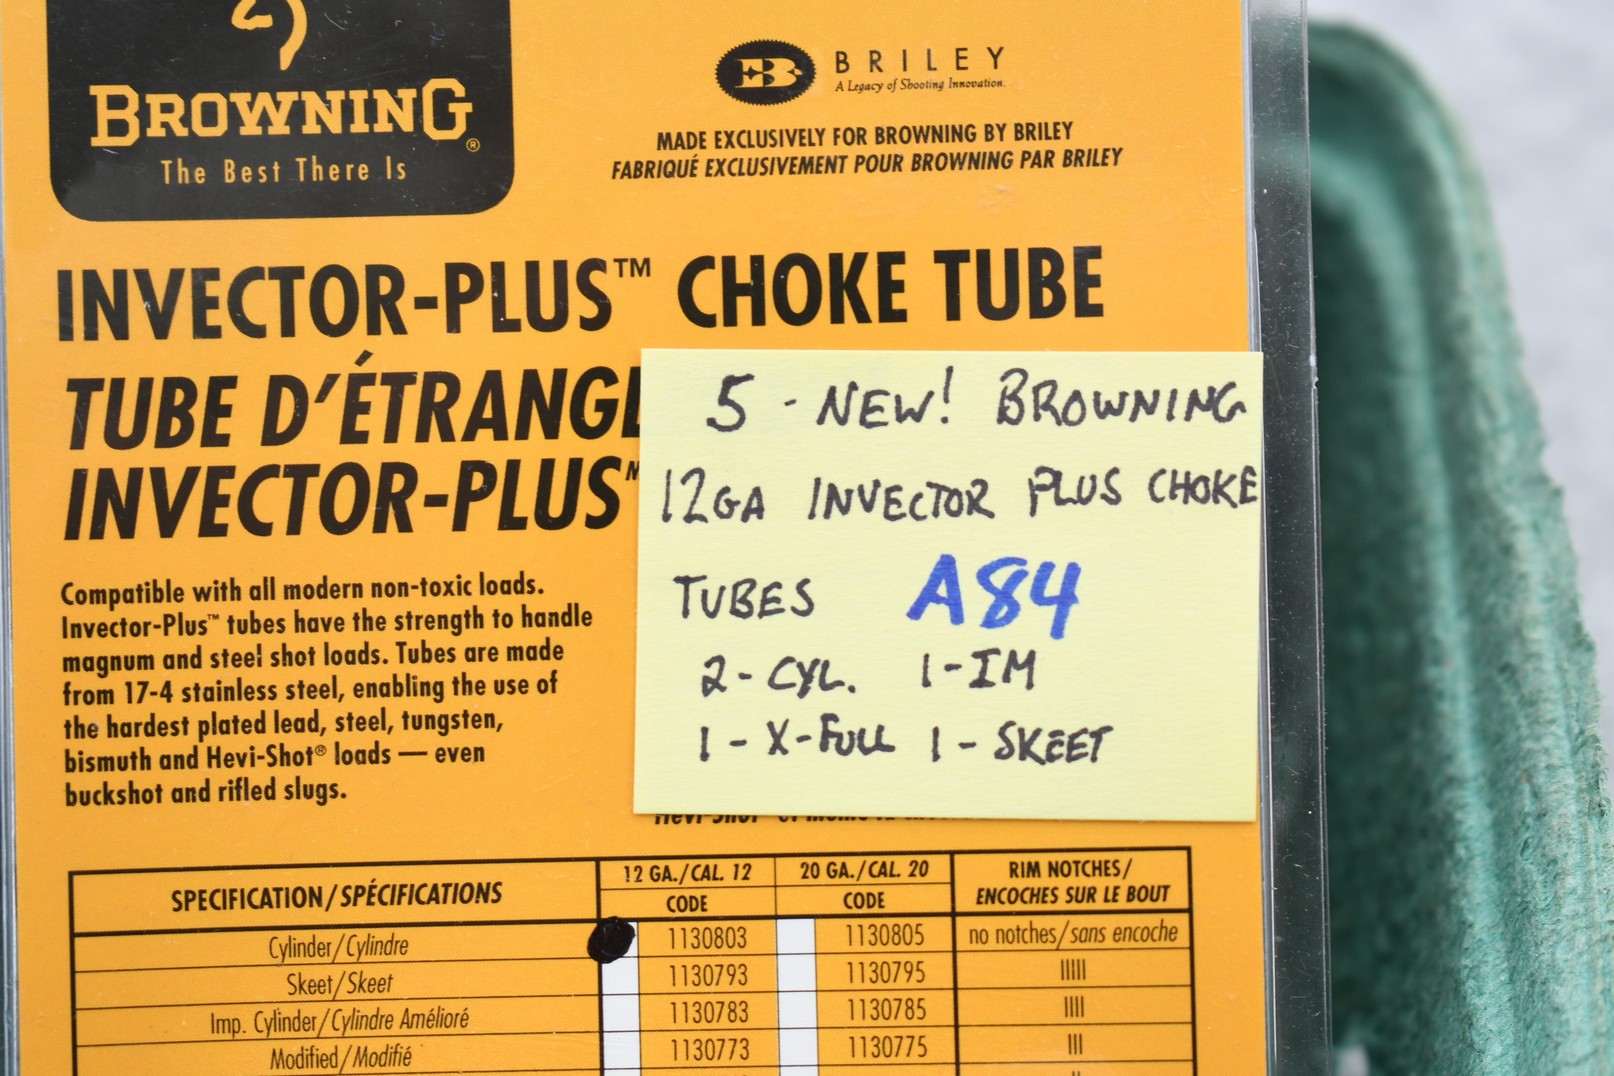 BROWNING®
The Best There Is
B
BRILEY
A Legacy of Shooting Innovation.
MADE EXCLUSIVELY FOR BROWNING BY BRILEY
FABRIQUÉ EXCLUSIVEMENT POUR BROWNING PAR BRILEY
INVECTOR-PLUS™ CHOKE TUBE
TUBE D'ÉTRANGL
INVECTOR-PLUS
Compatible with all modern non-toxic loads.
Invector-Plus™ tubes have the strength to handle
magnum and steel shot loads. Tubes are made
from 17-4 stainless steel, enabling the use of
the hardest plated lead, steel, tungsten,
bismuth and Hevi-Shot® loads — even
buckshot and rifled slugs.
5 - NEW! BROWNING
12GA INVECTOR PLUS CHOKE
TUBES A84
2- CYL. 1-IM
1 - X-FULL 1 - SKEET
SPECIFICATION/SPÉCIFICATIONS 12 GA./CAL. 12 20 GA./CAL. 20 RIM NOTCHES/
CODE CODE ENCOCHES SUR LE BOUT
Cylinder/Cylindre 1130803 1130805 no notches/sans encoche
Skeet/Skeet 1130793 1130795 IIIII
Imp. Cylinder/Cylindre Amélioré 1130783 1130785 IIII
Modified/Modifié 1130773 1130775 III